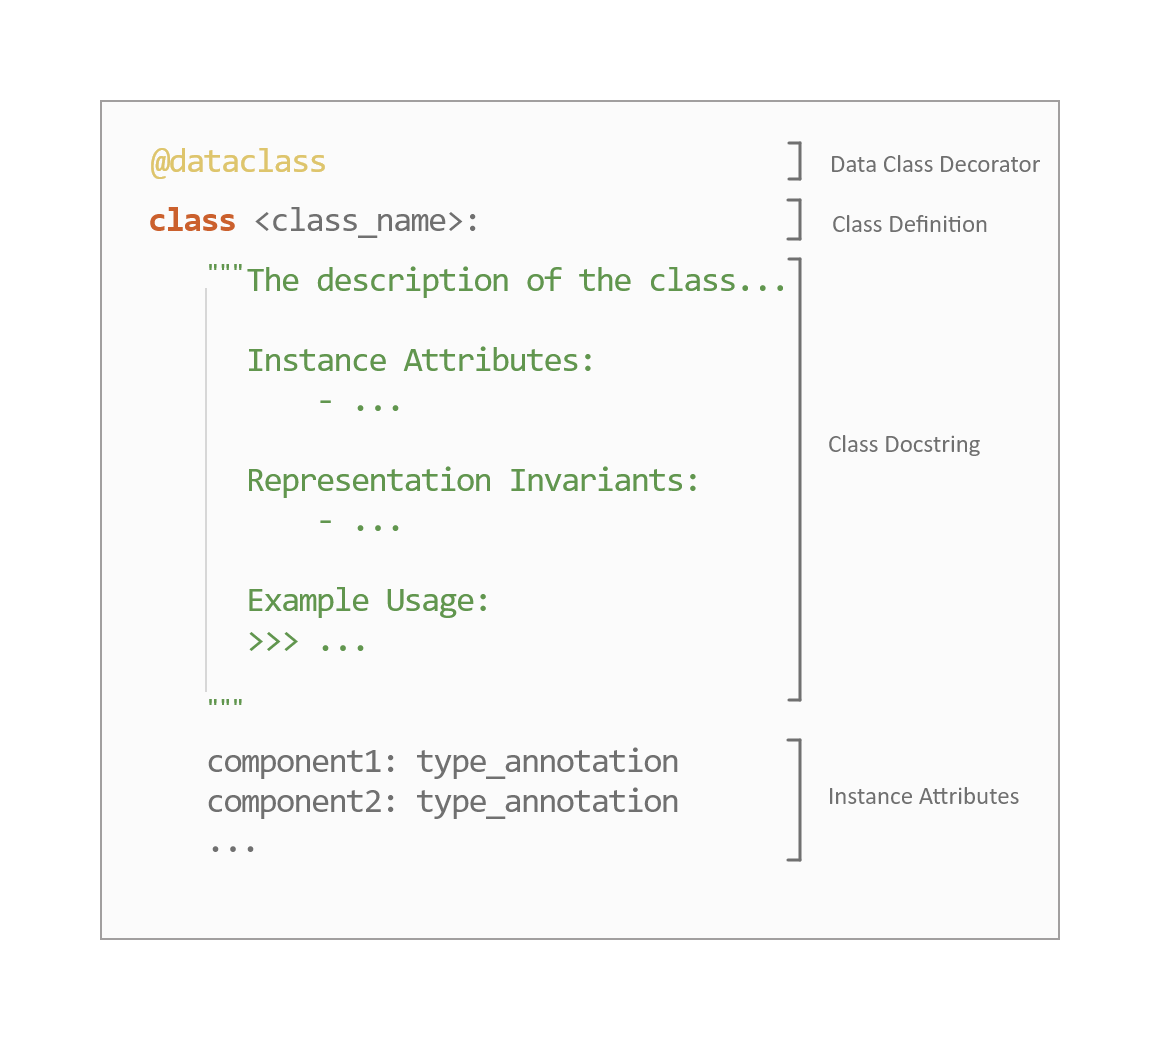 @dataclass
Data Class Decorator
class <class_name>:
Class Definition
"""The description of the class...
Instance Attributes:
- ...
Class Docstring
Representation Invariants:
- ...
Example Usage:
>>> ...
"""
component1: type_annotation
component2: type_annotation
Instance Attributes
...